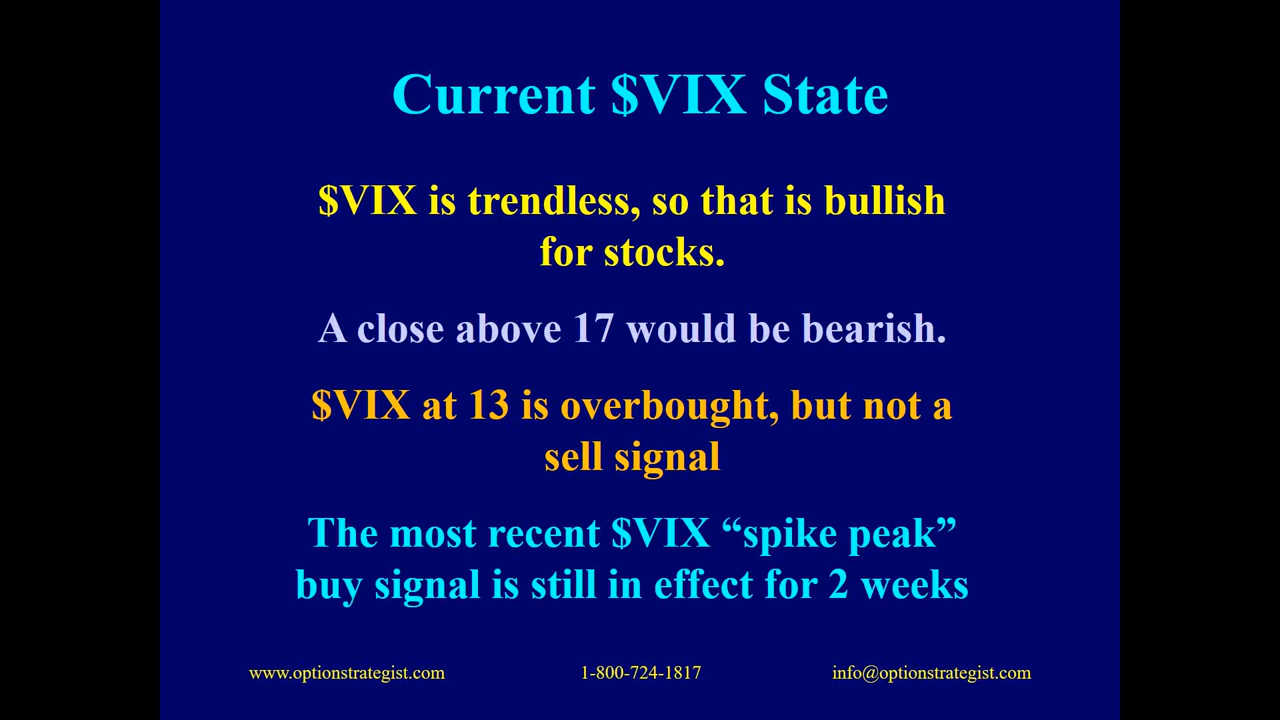 Current $VIX State
$VIX is trendless, so that is bullish
for stocks.
A close above 17 would be bearish.
$VIX at 13 is overbought, but not a
sell signal
The most recent $VIX “spike peak”
buy signal is still in effect for 2 weeks
www.optionstrategist.com 1-800-724-1817 info@optionstrategist.com